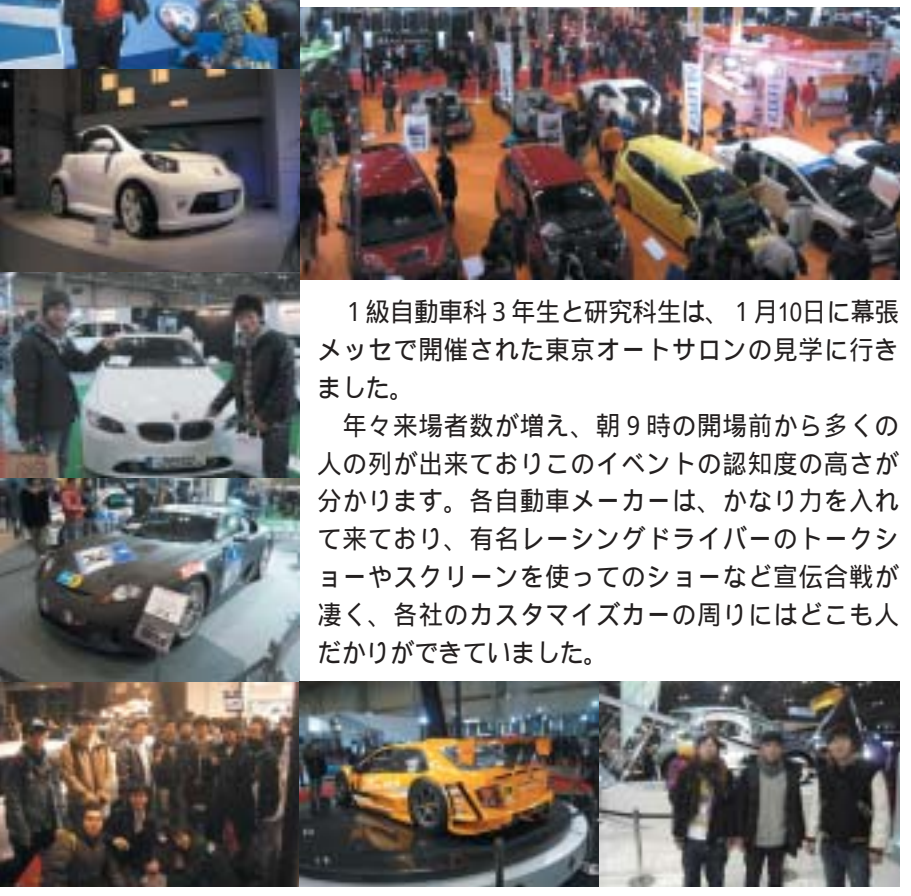 １級自動車科３年生と研究科生は、１月10日に幕張
メッセで開催された東京オートサロンの見学に行き
ました。
　年々来場者数が増え、朝９時の開場前から多くの
人の列が出来ておりこのイベントの認知度の高さが
分かります。各自動車メーカーは、かなり力を入れ
て来ており、有名レーシングドライバーのトークシ
ョーやスクリーンを使ってのショーなど宣伝合戦が
凄く、各社のカスタマイズカーの周りにはどこも人
だかりができていました。